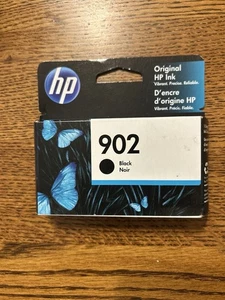 hp
Original
HP Ink
Vibrant. Precise. Reliable.
D'encre
d'origine HP
Vibrant. Précis. Fiable.
902
Black
Noir